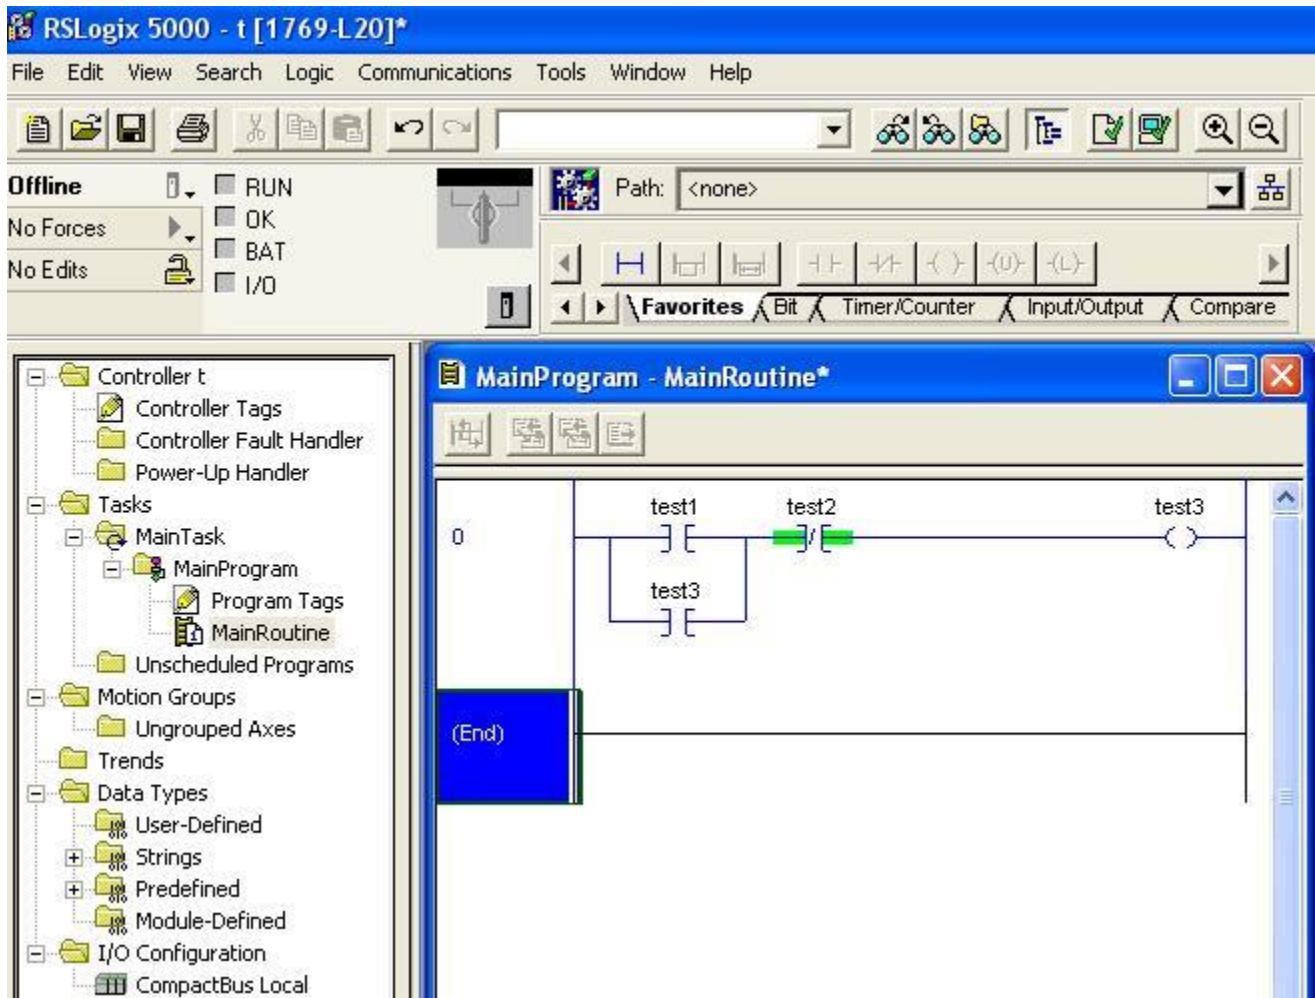 RSLogix 5000 - t [1769-L20]*
File Edit View Search Logic Communications Tools Window Help
Offline
RUN
No Forces
OK
No Edits
BAT
I/O
Path: <none>
Favorites Bit Timer/Counter Input/Output Compare
Controller t
Controller Tags
Controller Fault Handler
Power-Up Handler
Tasks
MainTask
MainProgram
Program Tags
MainRoutine
Unscheduled Programs
Motion Groups
Ungrouped Axes
Trends
Data Types
User-Defined
Strings
Predefined
Module-Defined
I/O Configuration
CompactBus Local
MainProgram - MainRoutine*
test1 test2 test3
0
test3
(End)